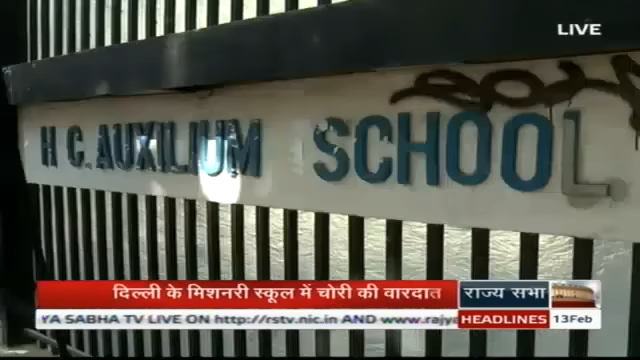 LIVE
H C. AUXILIUM SCHOOL
दिल्ली के मिशनरी स्कूल में चोरी की वारदात
राज्य सभा
YA SABHA TV LIVE ON http://rstv.nic.in AND www.rajya
HEADLINES 13Feb